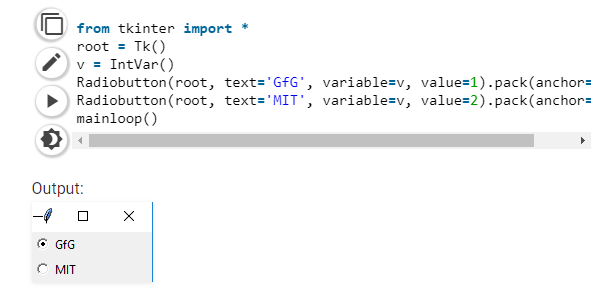 from tkinter import *
root = Tk()
v = IntVar()
Radiobutton(root, text='GfG', variable=v, value=1).pack(anchor=
Radiobutton(root, text='MIT', variable=v, value=2).pack(anchor=
mainloop()
Output:
GfG
MIT